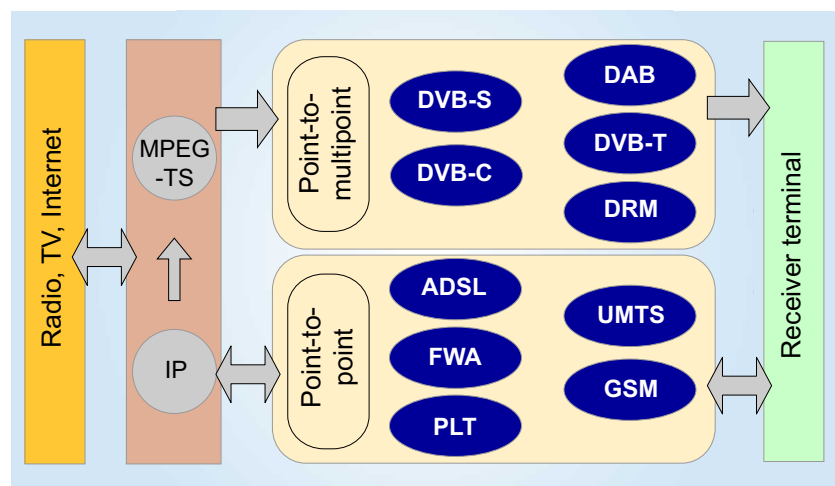 Radio, TV, Internet
MPEG
-TS
IP
Point-to-
multipoint
DVB-S
DVB-C
DAB
DVB-T
DRM
Point-to-
point
ADSL
FWA
PLT
UMTS
GSM
Receiver terminal